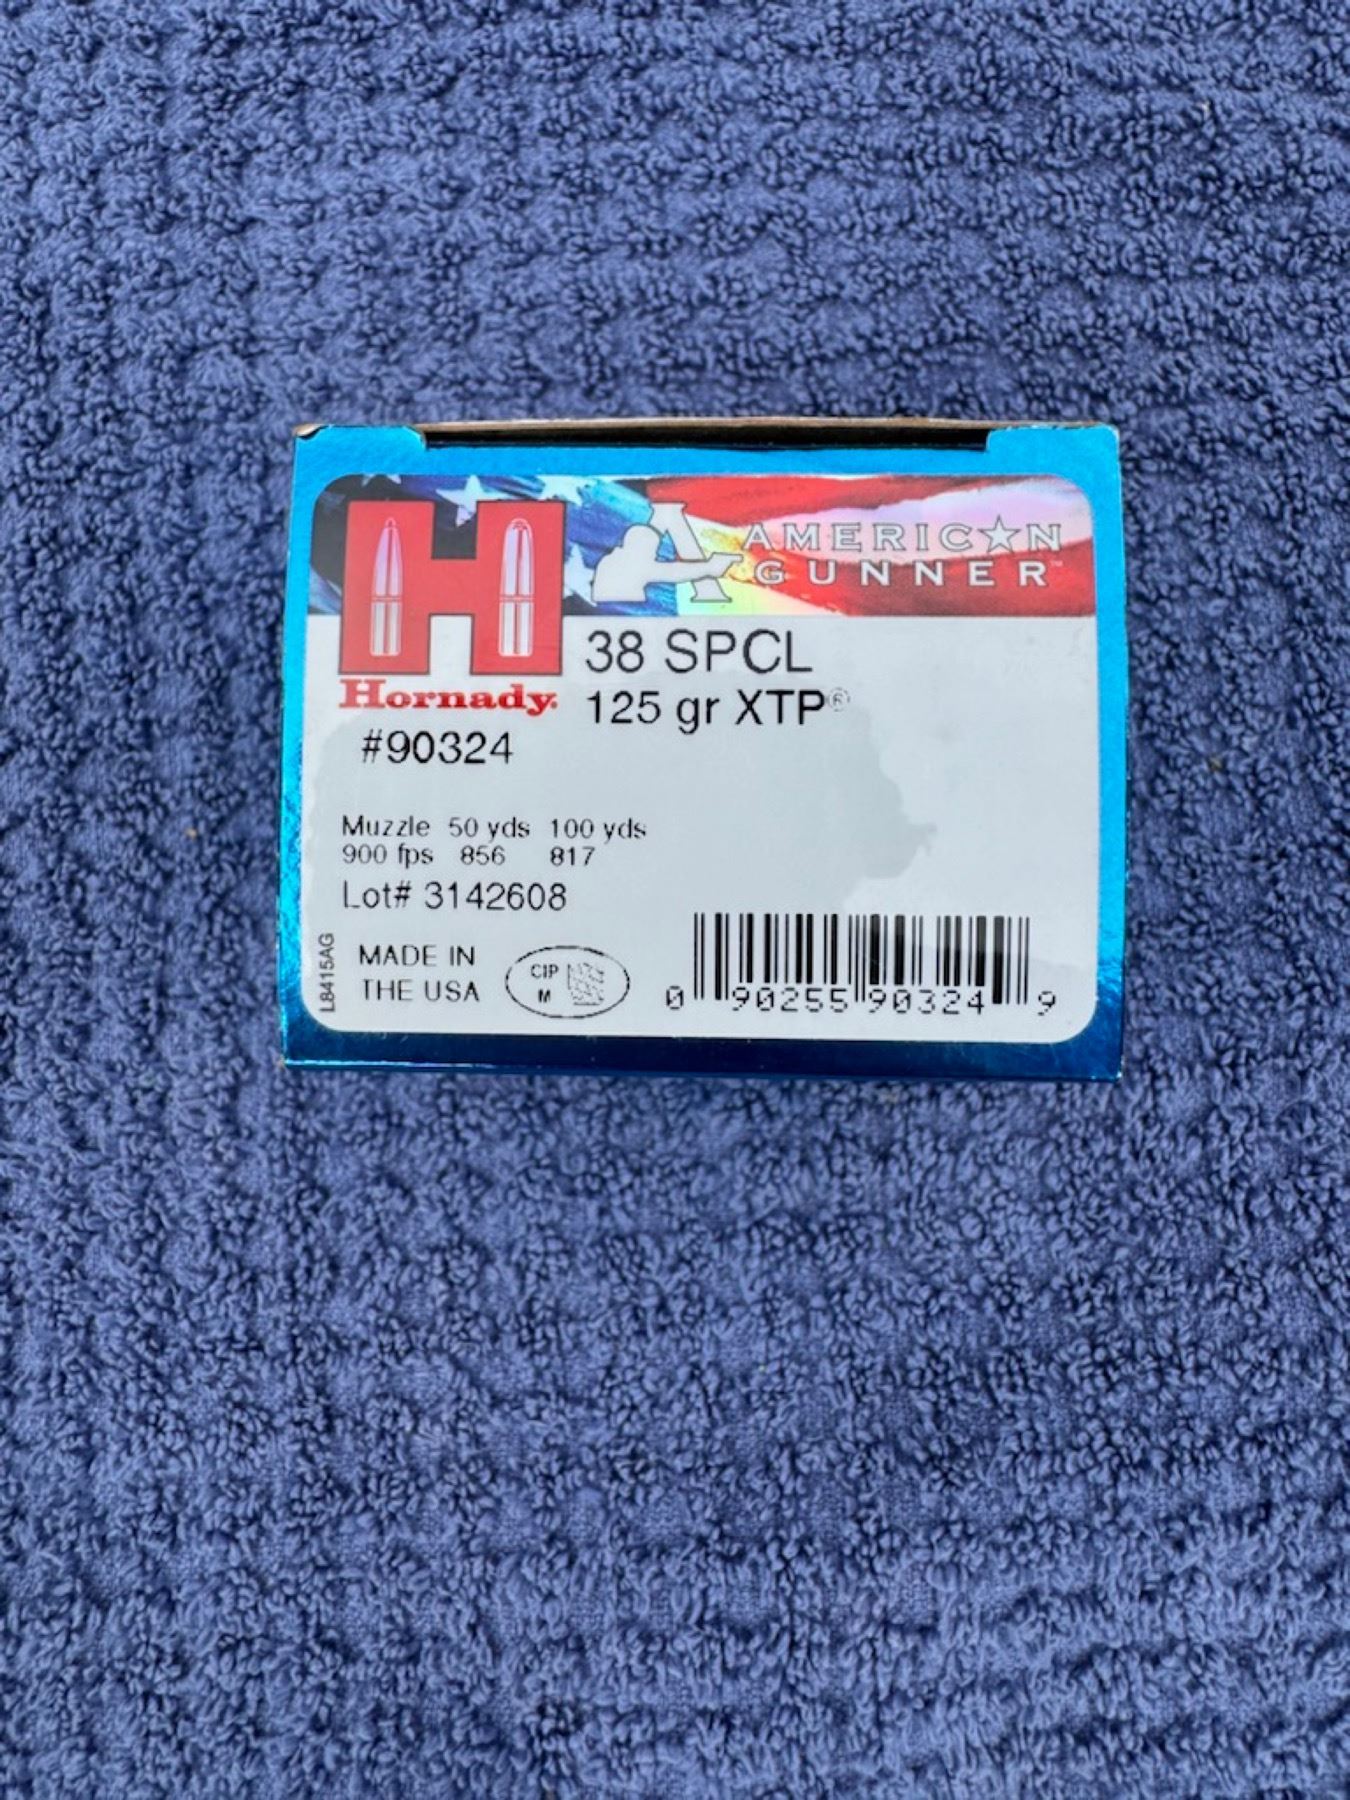 AMERICAN
GUNNER™
Hornady®
38 SPCL
125 gr XTP®
#90324
Muzzle 50 yds 100 yds
900 fps 856 817
Lot# 3142608
L8415AG
MADE IN
THE USA
CIP
M
0 90255 90324 9